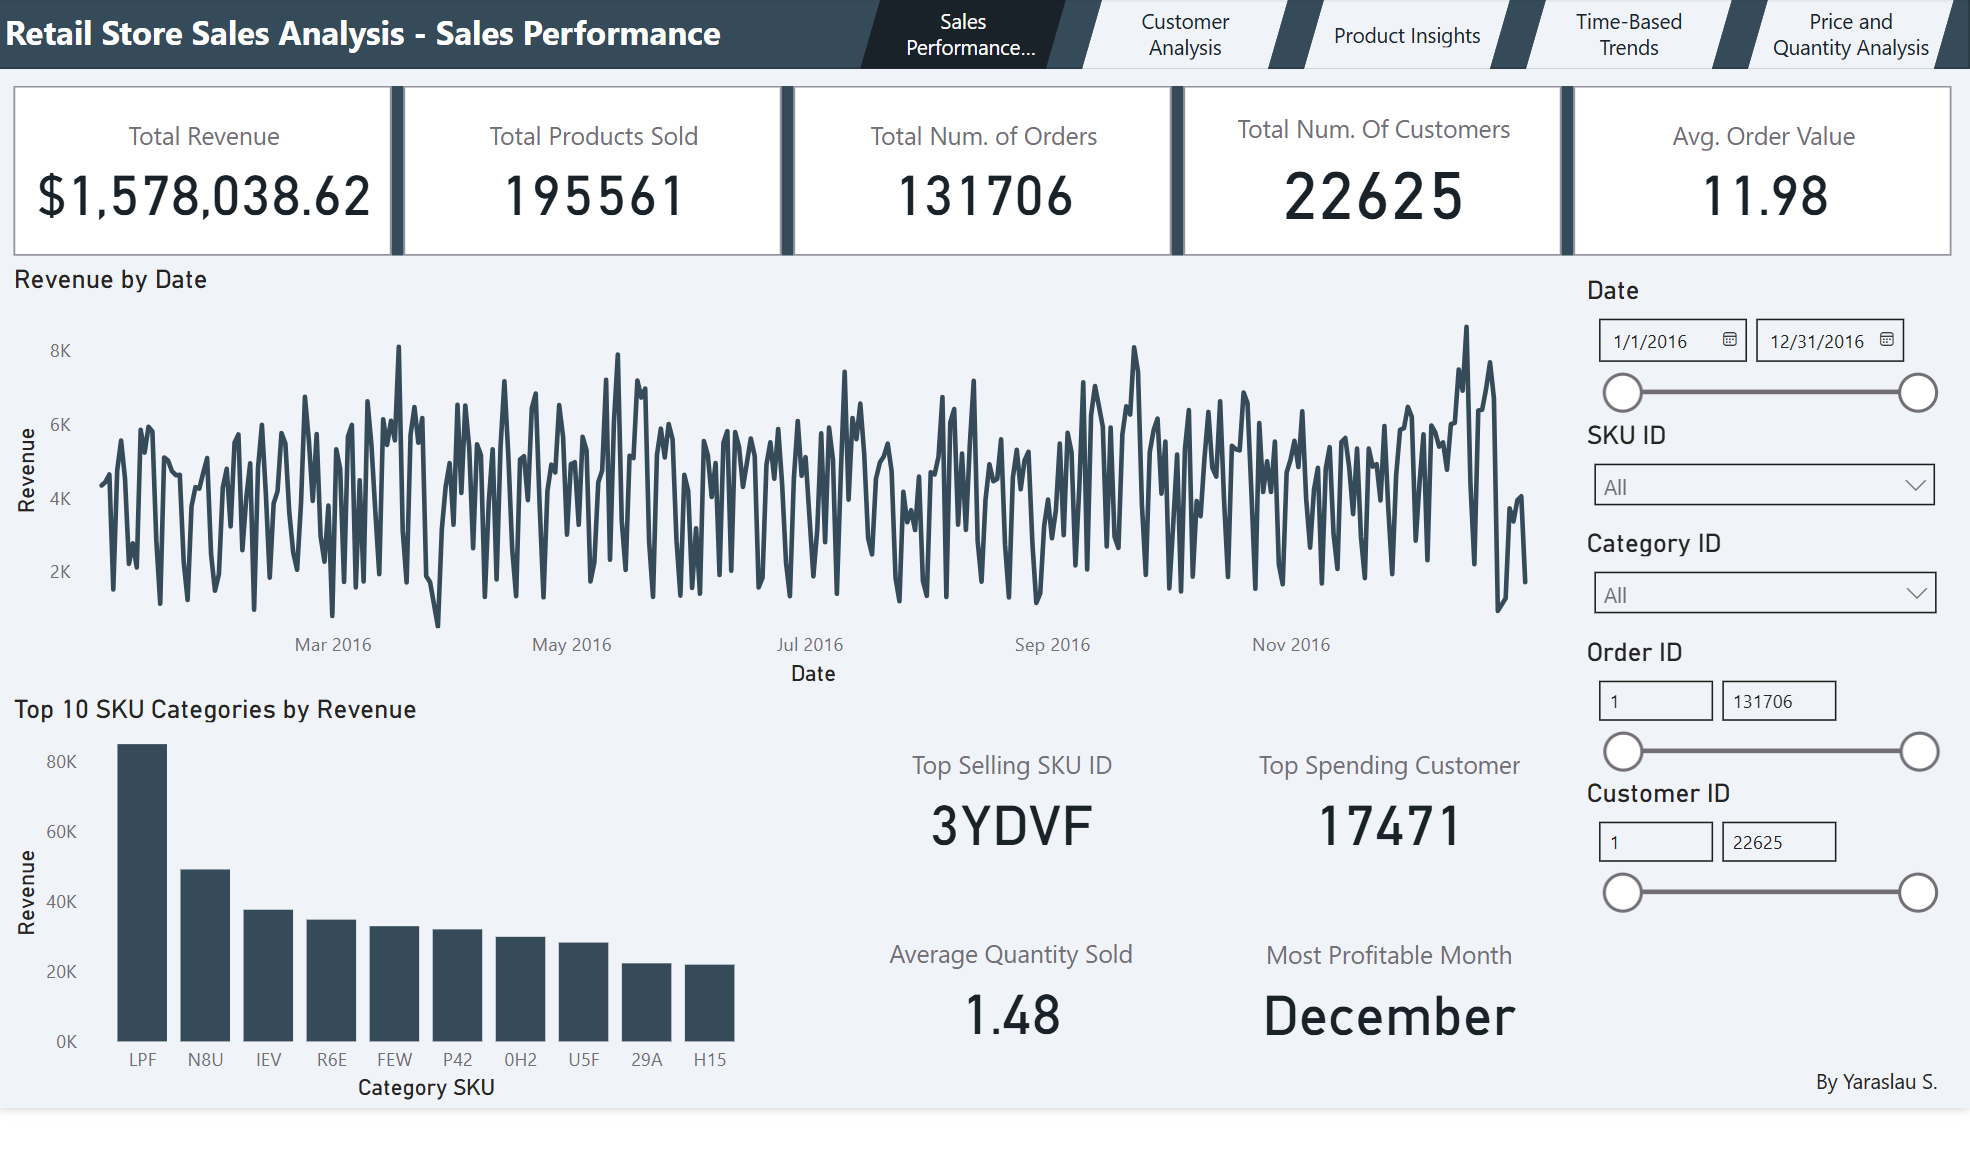 Retail Store Sales Analysis - Sales Performance
Sales
Performance...
Customer
Analysis
Product Insights
Time-Based
Trends
Price and
Quantity Analysis
Total Revenue
$1,578,038.62
Total Products Sold
195561
Total Num. of Orders
131706
Total Num. Of Customers
22625
Avg. Order Value
11.98
Revenue by Date
Revenue
8K
6K
4K
2K
Mar 2016
May 2016
Jul 2016
Sep 2016
Nov 2016
Date
Date
1/1/2016
12/31/2016
SKU ID
All
Category ID
All
Order ID
1
131706
Customer ID
1
22625
Top 10 SKU Categories by Revenue
Revenue
80K
60K
40K
20K
0K
LPF
N8U
IEV
R6E
FEW
P42
0H2
U5F
29A
H15
Category SKU
Top Selling SKU ID
3YDVF
Top Spending Customer
17471
Average Quantity Sold
1.48
Most Profitable Month
December
By Yaraslau S.